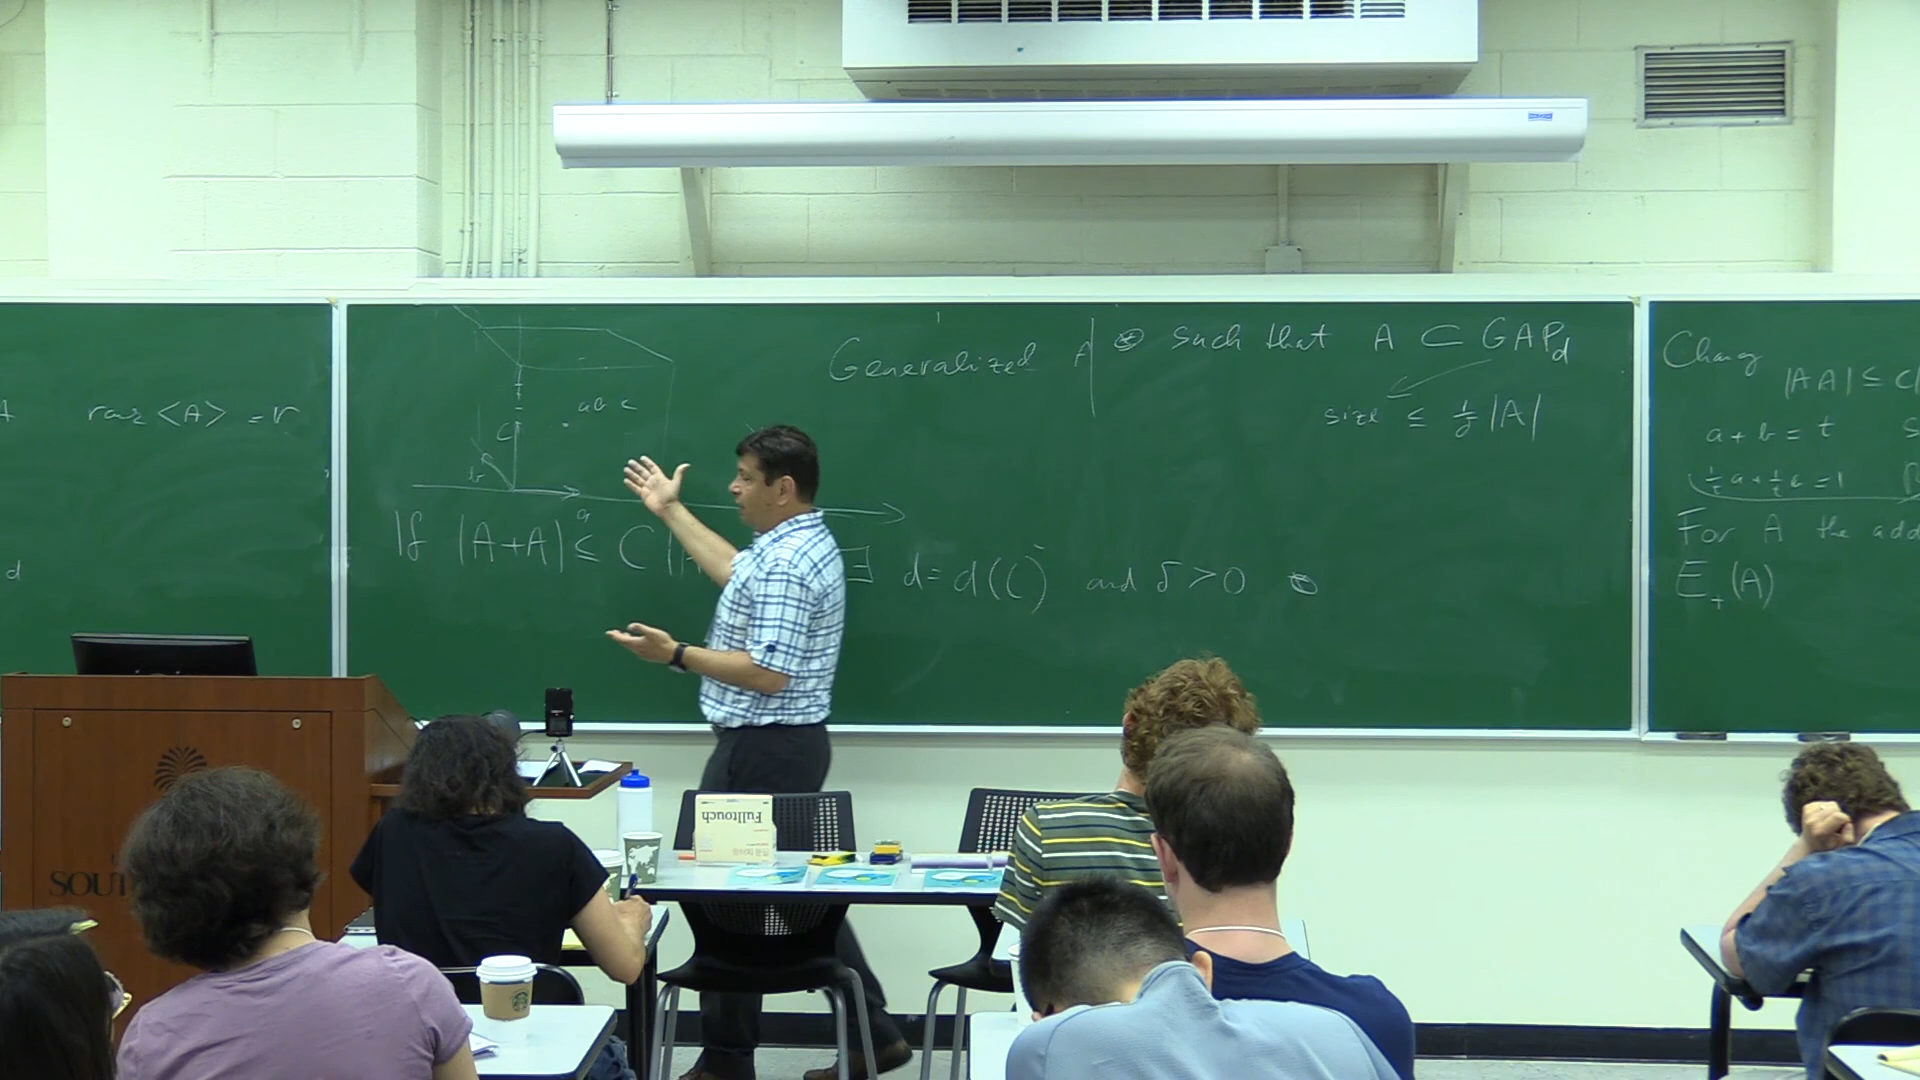 rank <A> = r
d
Generalized A
such that A ⊂ GAP_d
size ≤ 1/δ |A|
a b c
C
b
a
If |A+A| ≤ C |A
∃ d = d(C) and δ > 0
Chang
|AA| ≤ C|
a + b = t
1/t a + 1/t b = 1
For A the add
E_+(A)
Fulltouch
SOUT